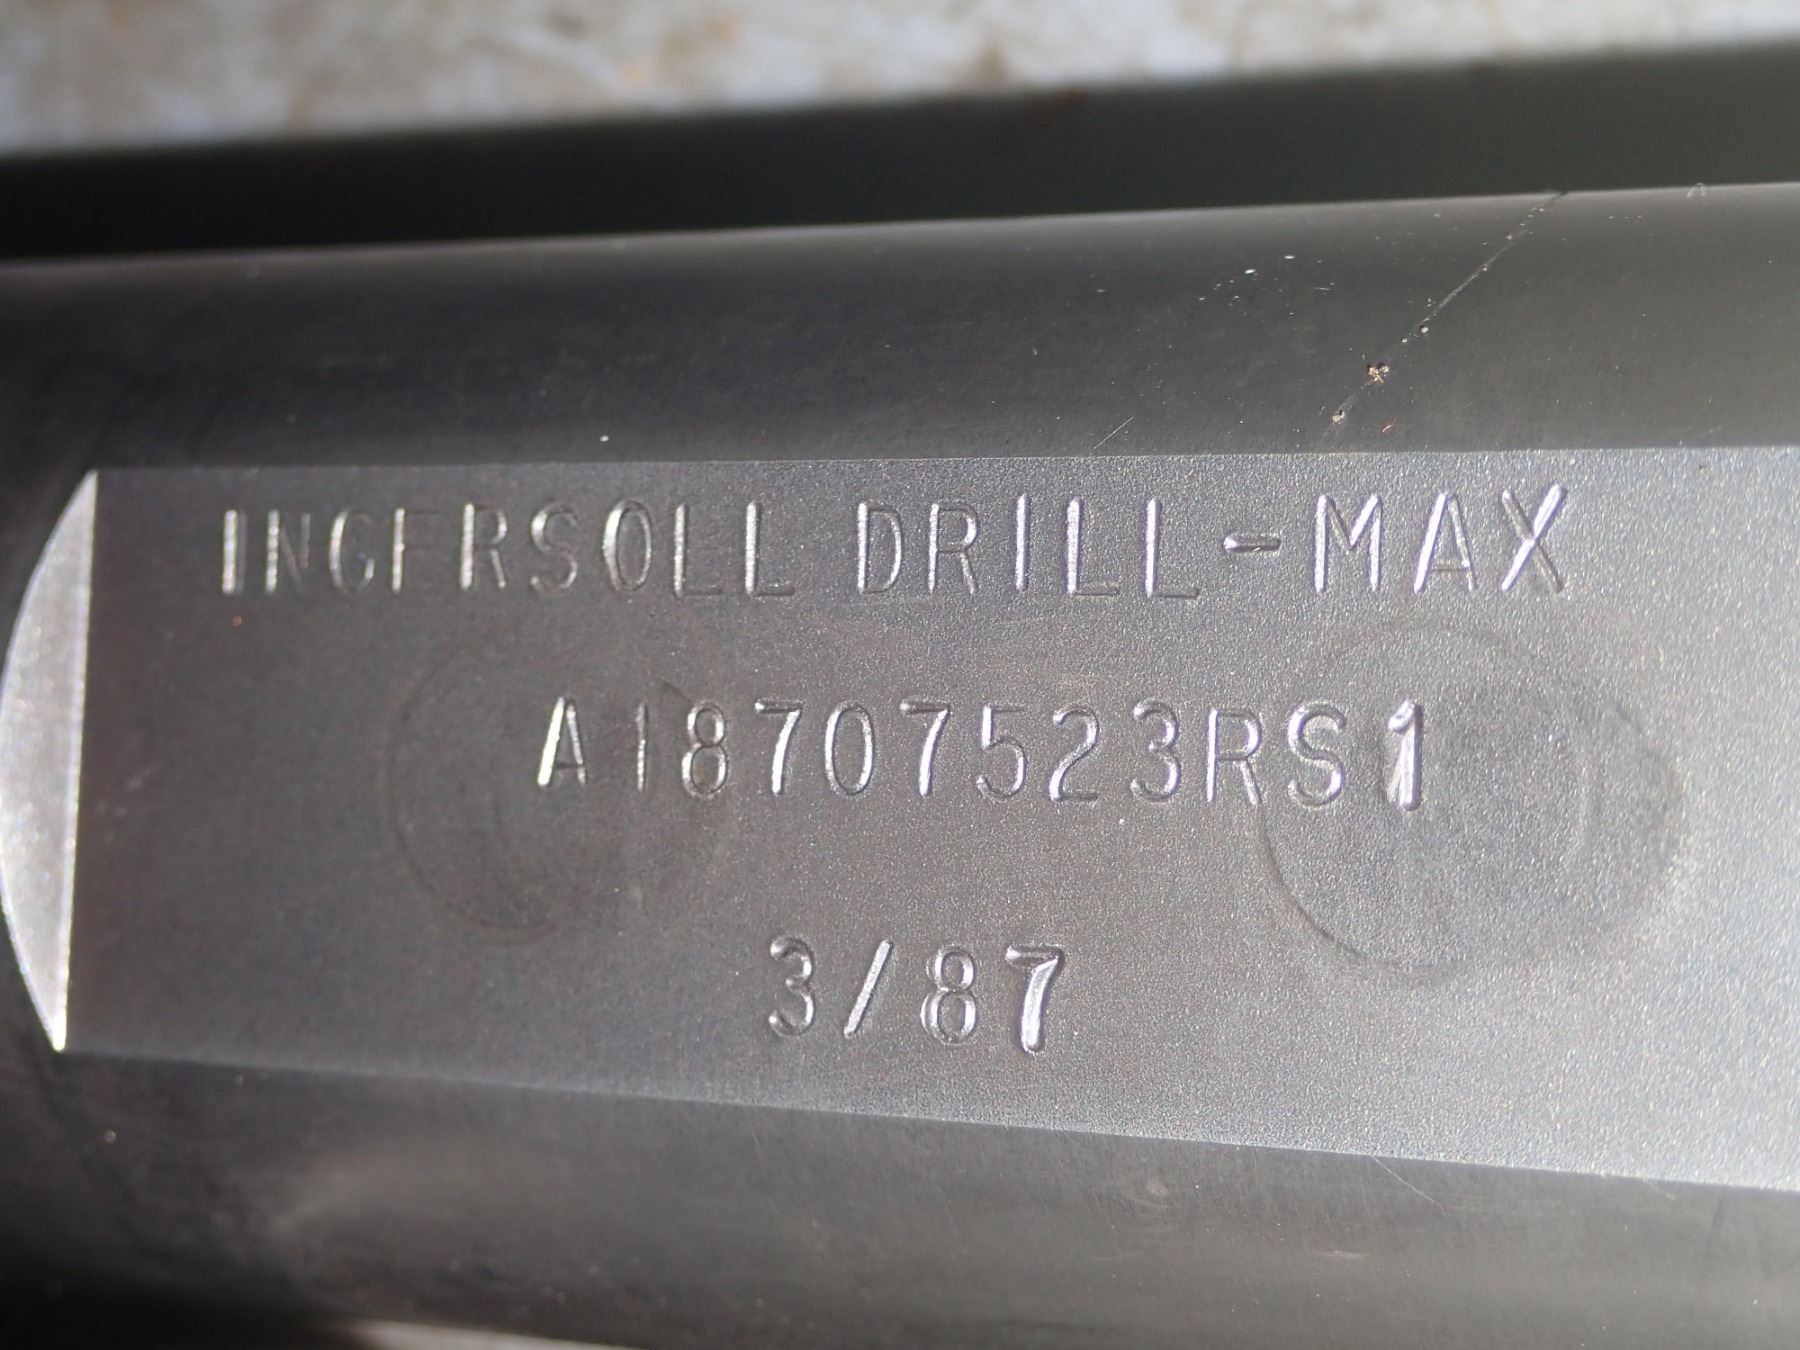 INGERSOLL DRILL-MAX
A18707523RS1
3/87